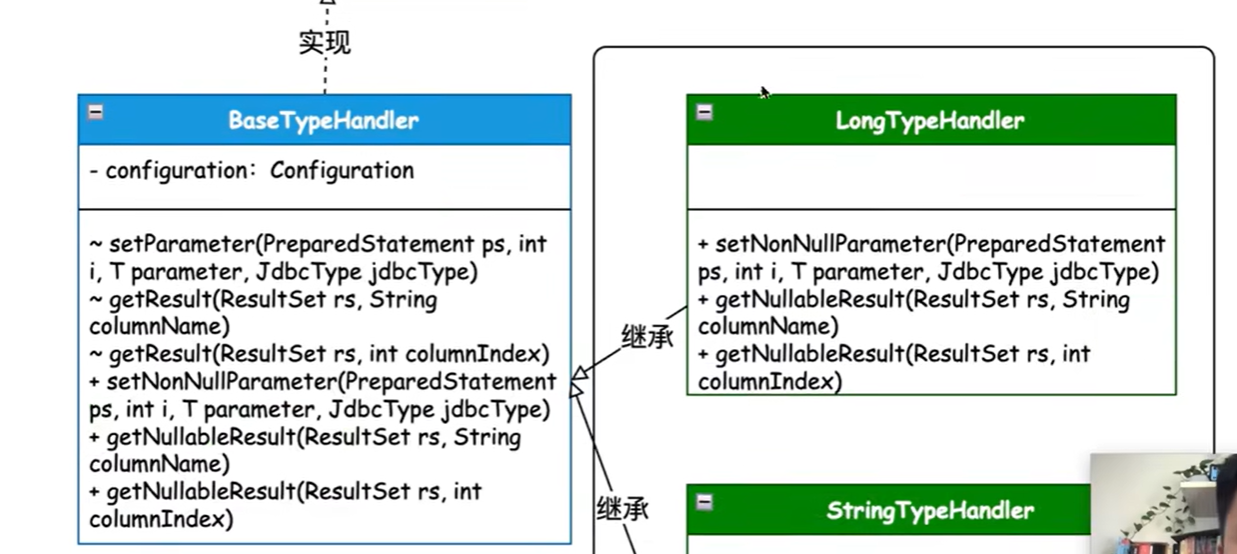 实现
BaseTypeHandler
- configuration：Configuration
~ setParameter(PreparedStatement ps, int
i, T parameter, JdbcType jdbcType)
~ getResult(ResultSet rs, String
columnName)
~ getResult(ResultSet rs, int columnIndex)
+ setNonNullParameter(PreparedStatement
ps, int i, T parameter, JdbcType jdbcType)
+ getNullableResult(ResultSet rs, String
columnName)
+ getNullableResult(ResultSet rs, int
columnIndex)
继承
继承
LongTypeHandler
+ setNonNullParameter(PreparedStatement
ps, int i, T parameter, JdbcType jdbcType)
+ getNullableResult(ResultSet rs, String
columnName)
+ getNullableResult(ResultSet rs, int
columnIndex)
StringTypeHandler